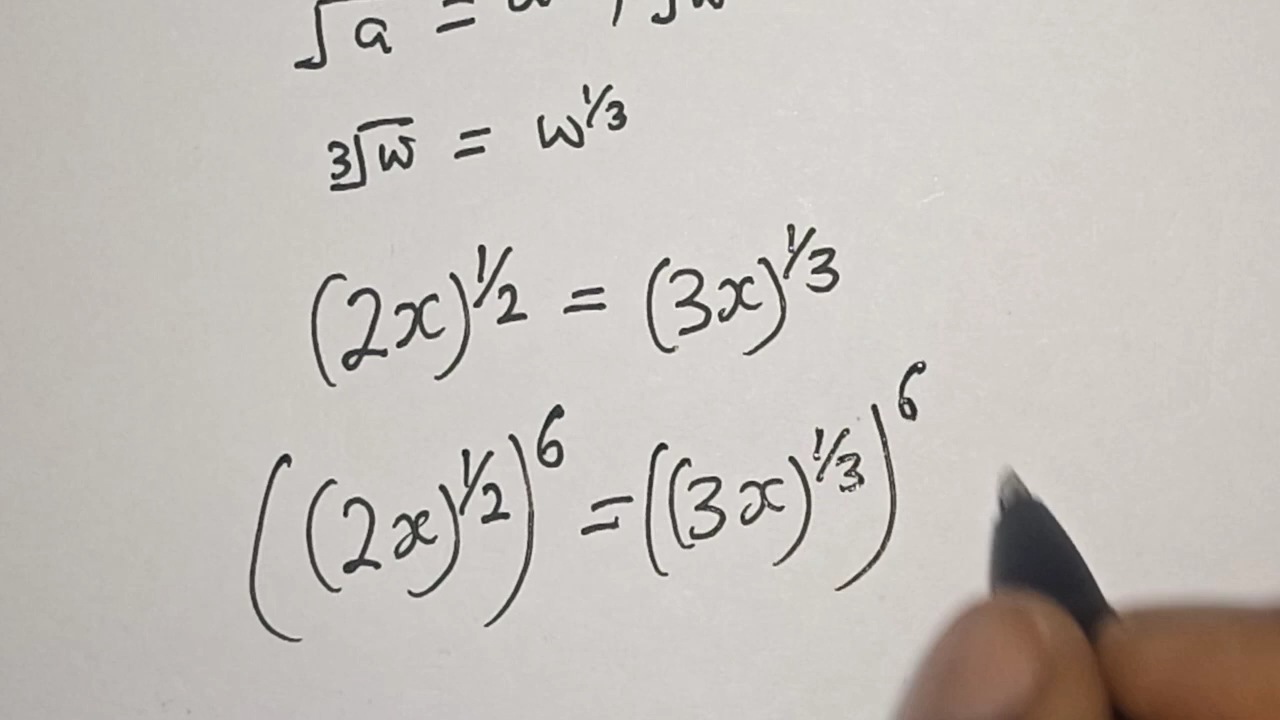 √a =
³√w = w^1/3
(2x)^1/2 = (3x)^1/3
((2x)^1/2)^6 = ((3x)^1/3)^6